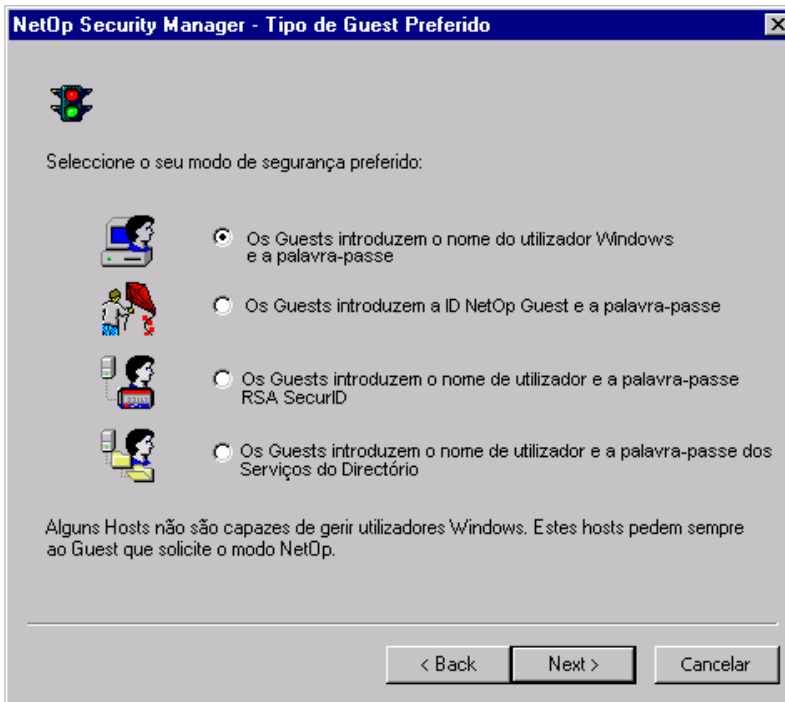 NetOp Security Manager - Tipo de Guest Preferido
Seleccione o seu modo de segurança preferido:
Os Guests introduzem o nome do utilizador Windows
e a palavra-passe
Os Guests introduzem a ID NetOp Guest e a palavra-passe
Os Guests introduzem o nome de utilizador e a palavra-passe
RSA SecurID
Os Guests introduzem o nome de utilizador e a palavra-passe dos
Serviços do Directório
Alguns Hosts não são capazes de gerir utilizadores Windows. Estes hosts pedem sempre
ao Guest que solicite o modo NetOp.
< Back Next > Cancelar